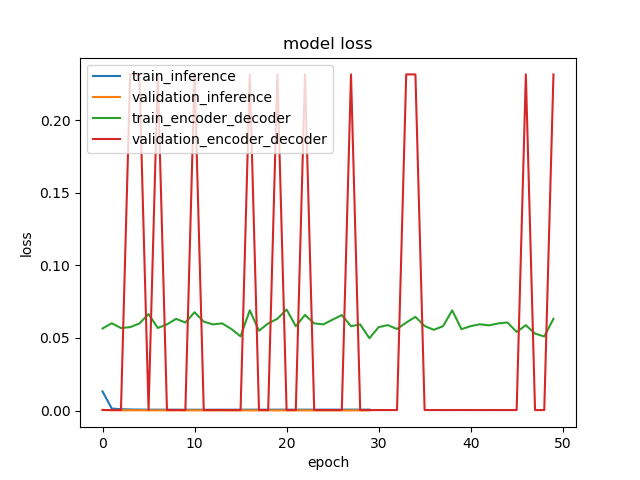 model loss
train_inference
validation_inference
train_encoder_decoder
validation_encoder_decoder
loss
0.20
0.15
0.10
0.05
0.00
0 10 20 30 40 50
epoch